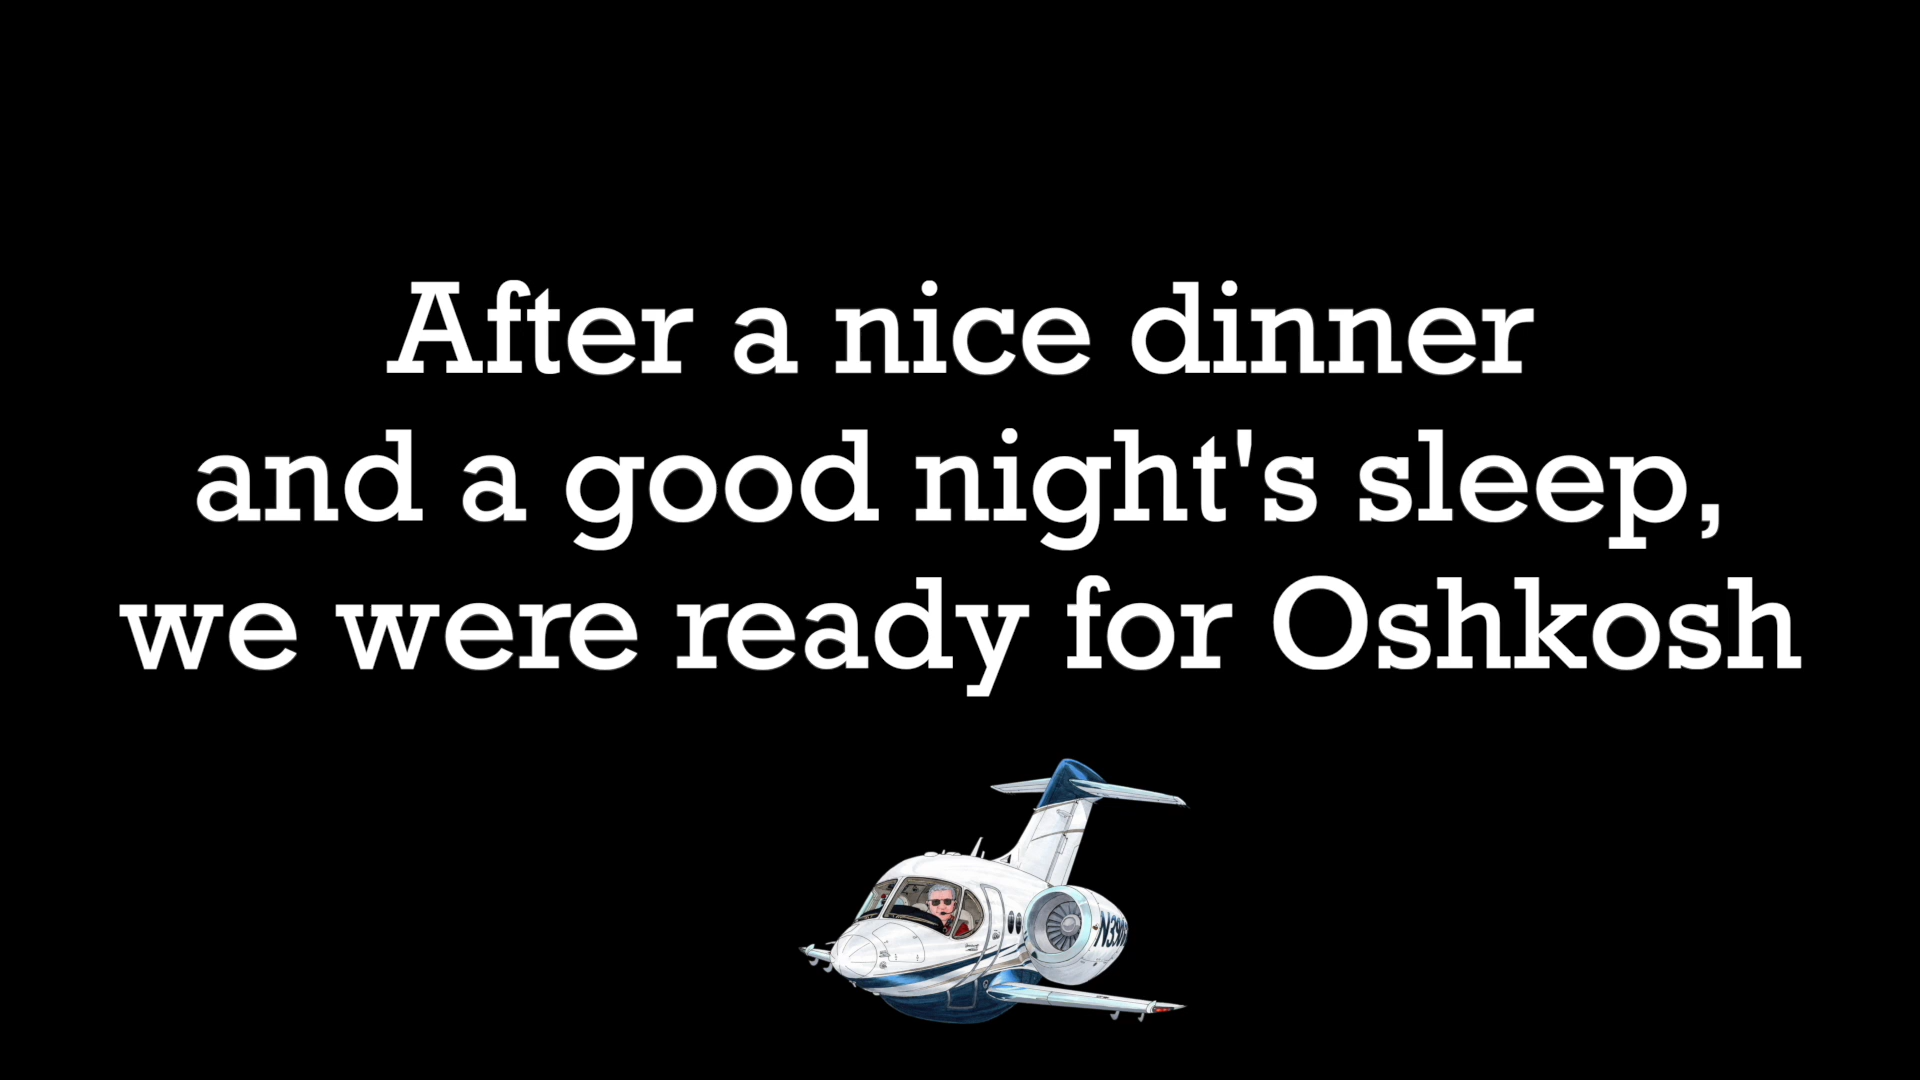 After a nice dinner
and a good night's sleep,
we were ready for Oshkosh